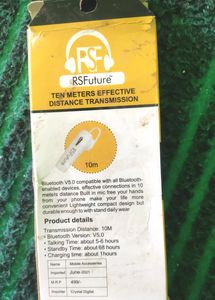 RSF
RSFuture
TEN METERS EFFECTIVE
DISTANCE TRANSMISSION
10m
Bluetooth V5.0 compatible with all Bluetooth-
enabled devices, effective connections in 10
meters distance Built in mic free your hands
from your phone make your life more
convenient Lightweight compact design but
durable enough to with stand daily wear
Product details
Transmission Distance: 10M
• Bluetooth Version: V5.0
• Talking Time: about 5-6 hours
• Standby Time: about 68 hours
• Charging time: about 1hours
Name : Mobile Accessories
Imported : June-2021
M.R.P : 499/-
Importer : Crystal Digital